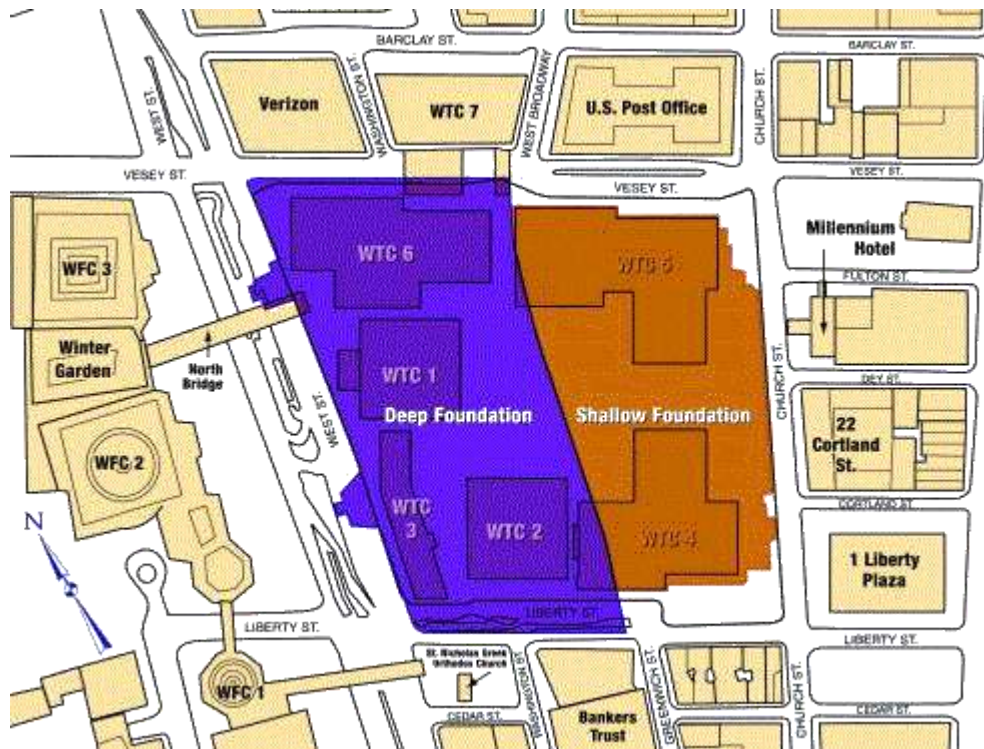 BARCLAY ST.
BARCLAY ST.
WEST ST.
Verizon
WASHINGTON ST.
WTC 7
WEST BROADWAY
U.S. Post Office
CHURCH ST.
VESEY ST.
VESEY ST.
VESEY ST.
WFC 3
WTC 6
WTC 5
Millennium
Hotel
FULTON ST.
Winter
Garden
North
Bridge
WTC 1
DEY ST.
WEST ST.
Deep Foundation
Shallow Foundation
CHURCH ST.
22
Cortland
St.
WFC 2
WTC
3
WTC 2
WTC 4
CORTLAND ST.
N
1 Liberty
Plaza
LIBERTY ST.
LIBERTY ST.
LIBERTY ST.
St. Nicholas Greek
Orthodox Church
WASHINGTON ST.
GREENWICH ST.
CHURCH ST.
WFC 1
CEDAR ST.
CEDAR ST.
Bankers
Trust